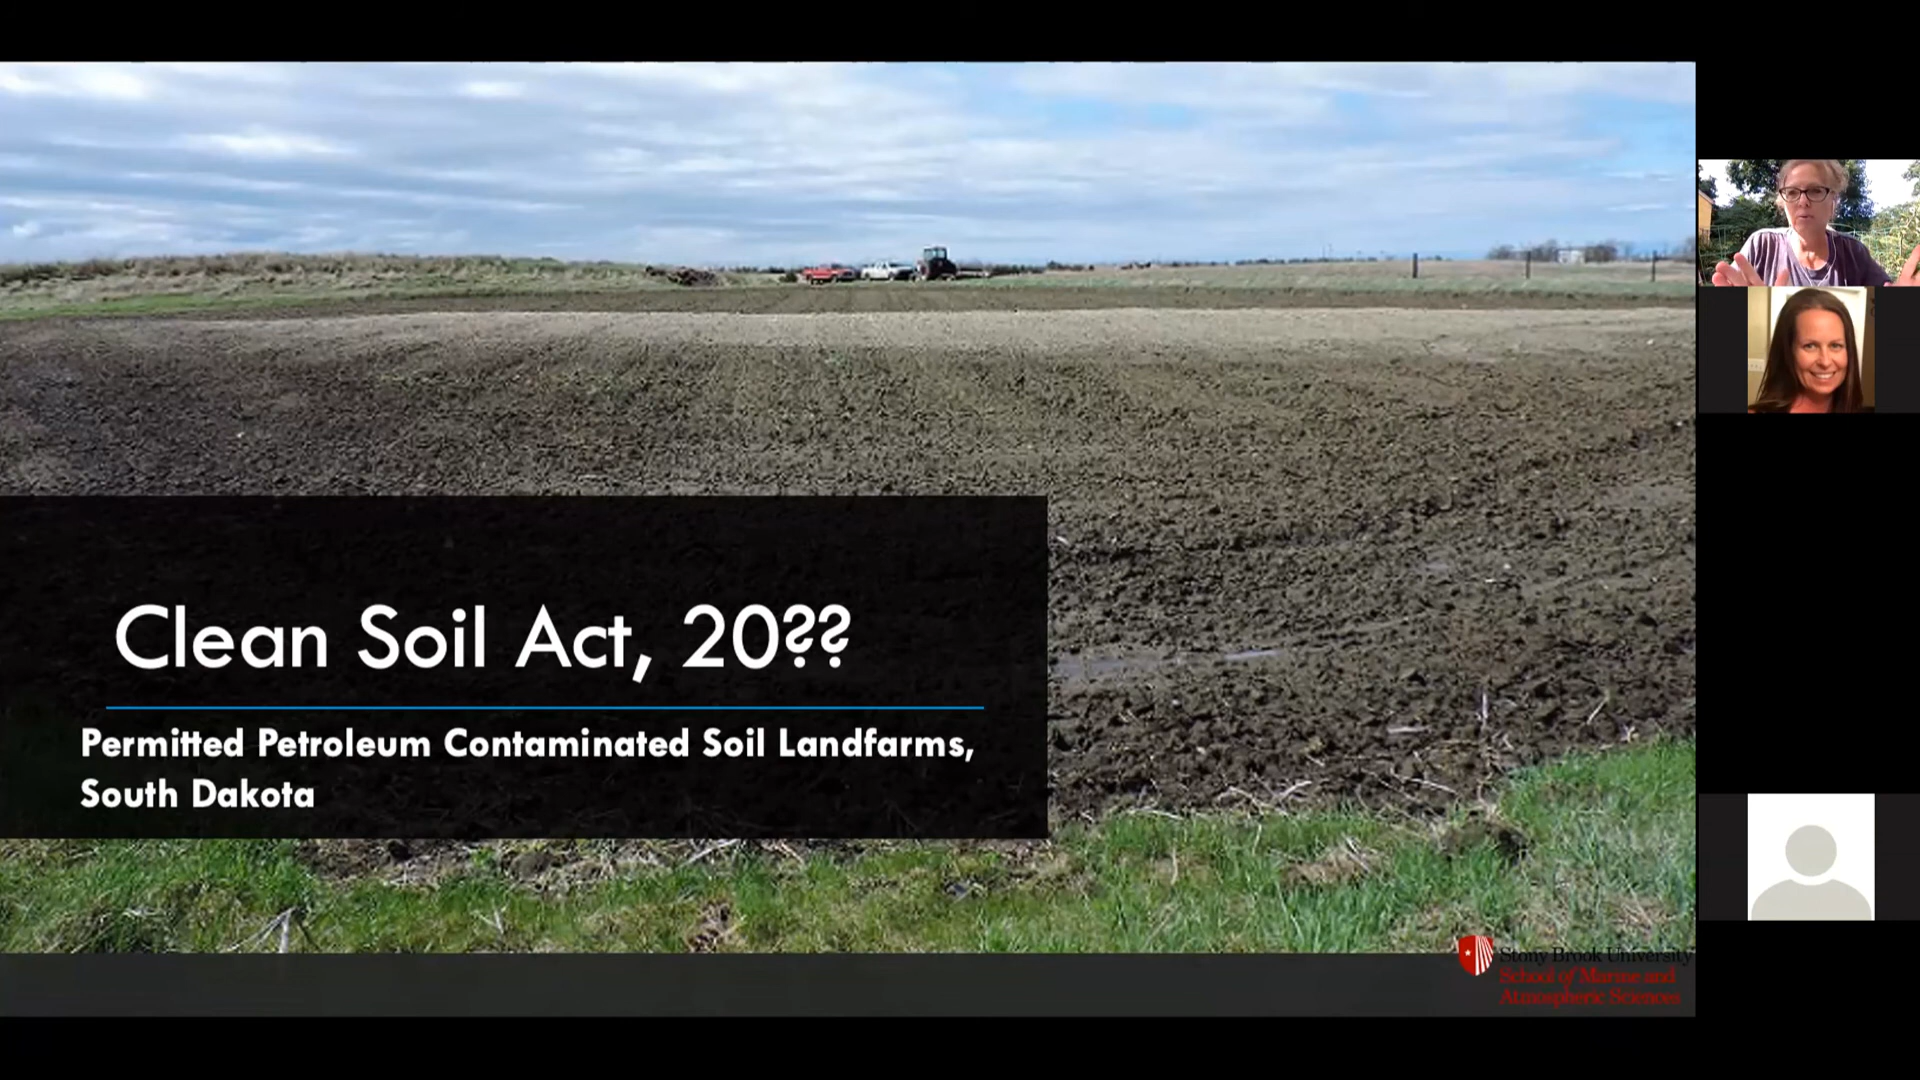 Clean Soil Act, 20??
Permitted Petroleum Contaminated Soil Landfarms,
South Dakota
Stony Brook University
School of Marine and
Atmospheric Sciences